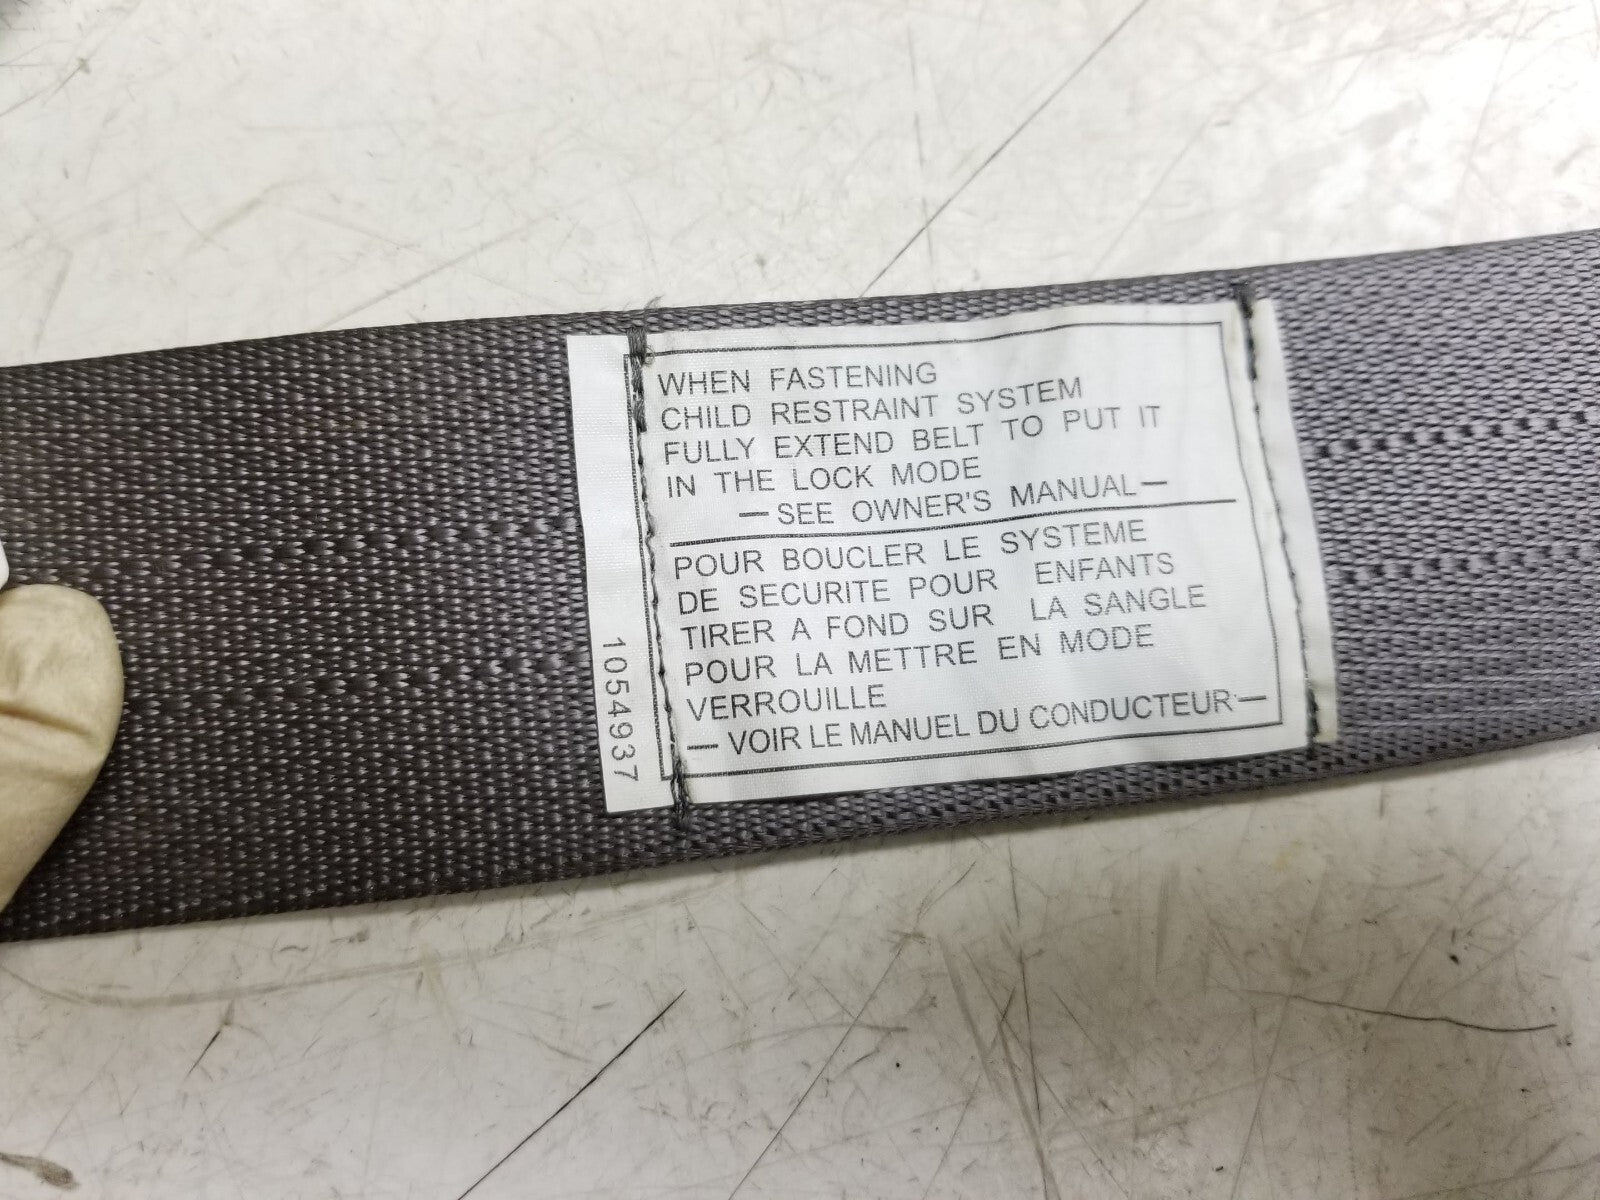 WHEN FASTENING
CHILD RESTRAINT SYSTEM
FULLY EXTEND BELT TO PUT IT
IN THE LOCK MODE
—SEE OWNER'S MANUAL—
POUR BOUCLER LE SYSTEME
DE SECURITE POUR ENFANTS
TIRER A FOND SUR LA SANGLE
POUR LA METTRE EN MODE
VERROUILLE
— VOIR LE MANUEL DU CONDUCTEUR—
1054937